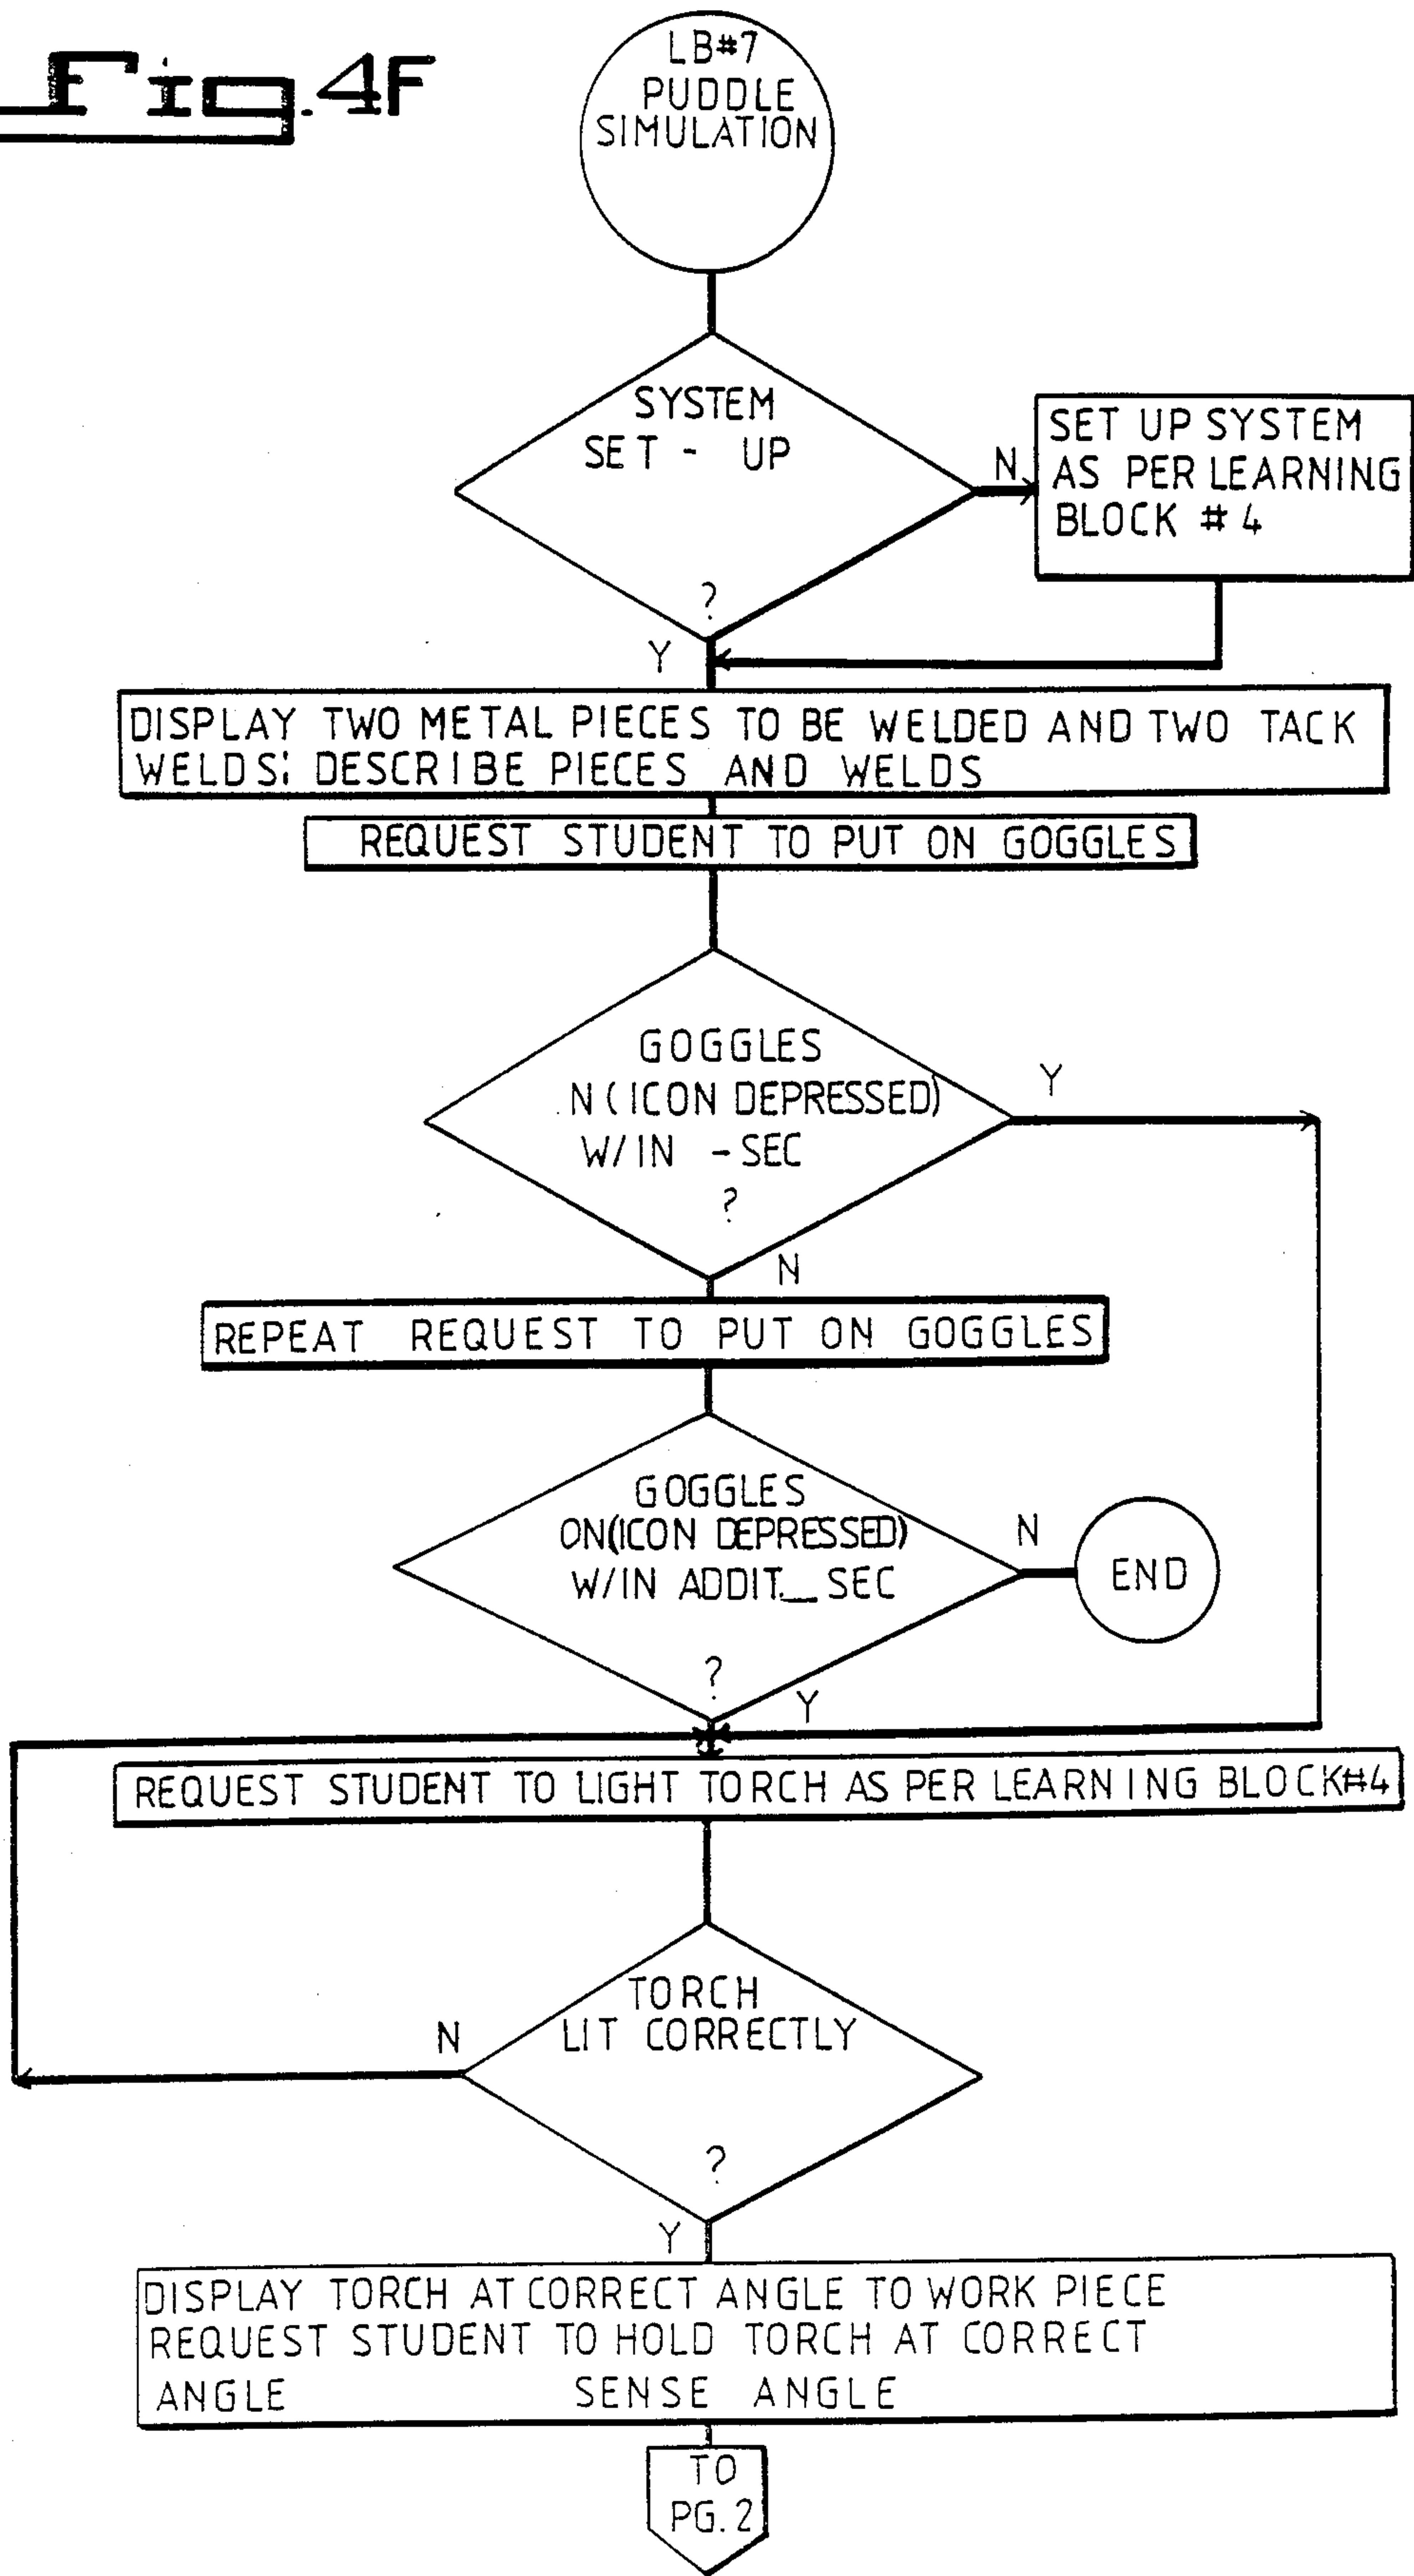 Fig. 4F
LB#7
PUDDLE
SIMULATION
SYSTEM
SET - UP
?
N
SET UP SYSTEM
AS PER LEARNING
BLOCK # 4
Y
DISPLAY TWO METAL PIECES TO BE WELDED AND TWO TACK
WELDS: DESCRIBE PIECES AND WELDS
REQUEST STUDENT TO PUT ON GOGGLES
GOGGLES
N (ICON DEPRESSED)
W/IN - SEC
?
Y
N
REPEAT REQUEST TO PUT ON GOGGLES
GOGGLES
ON(ICON DEPRESSED)
W/IN ADDIT._ SEC
?
N
END
Y
REQUEST STUDENT TO LIGHT TORCH AS PER LEARNING BLOCK#4
TORCH
LIT CORRECTLY
?
N
Y
DISPLAY TORCH AT CORRECT ANGLE TO WORK PIECE
REQUEST STUDENT TO HOLD TORCH AT CORRECT
ANGLE SENSE ANGLE
TO
PG. 2